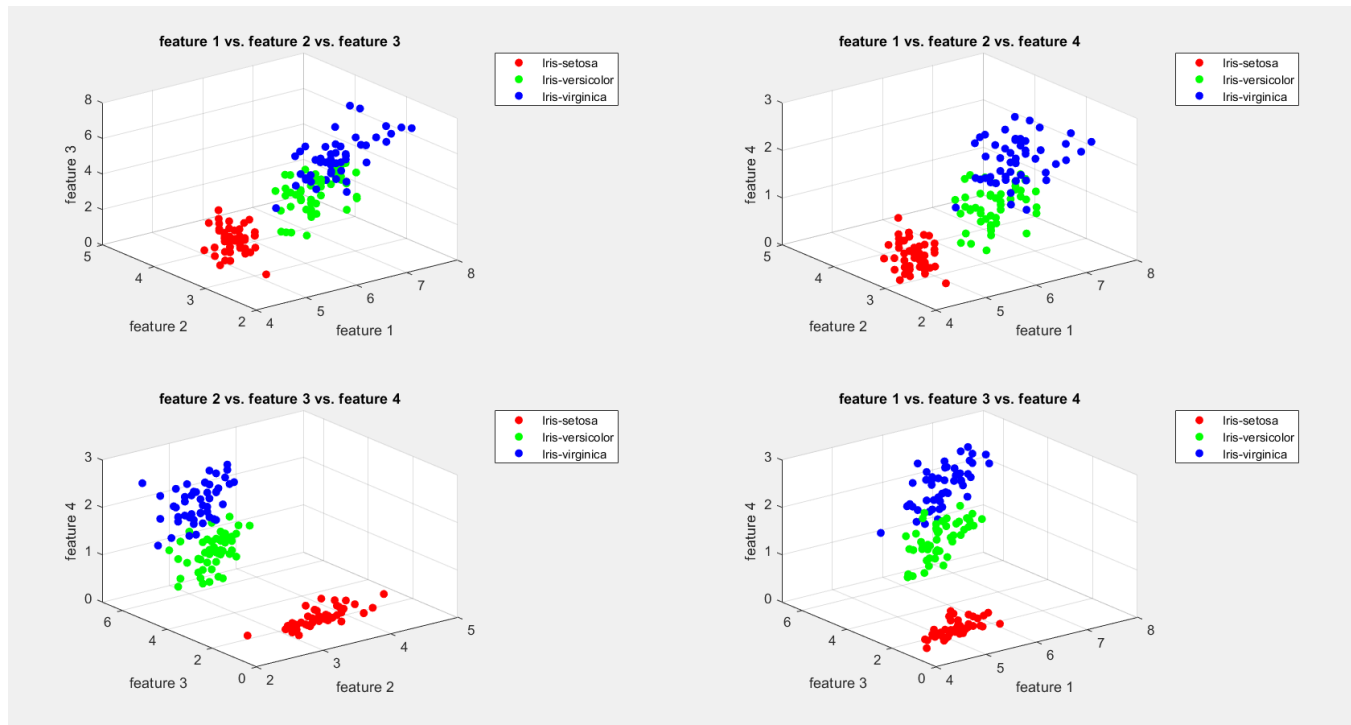 feature 1 vs. feature 2 vs. feature 3
Iris-setosa
Iris-versicolor
Iris-virginica
8
6
4
2
0
feature 3
5
4
3
2
feature 2
4
5
6
7
8
feature 1
feature 1 vs. feature 2 vs. feature 4
Iris-setosa
Iris-versicolor
Iris-virginica
3
2
1
0
feature 4
5
4
3
2
feature 2
4
5
6
7
8
feature 1
feature 2 vs. feature 3 vs. feature 4
Iris-setosa
Iris-versicolor
Iris-virginica
3
2
1
0
feature 4
6
4
2
0
feature 3
2
3
4
5
feature 2
feature 1 vs. feature 3 vs. feature 4
Iris-setosa
Iris-versicolor
Iris-virginica
3
2
1
0
feature 4
6
4
2
0
feature 3
4
5
6
7
8
feature 1